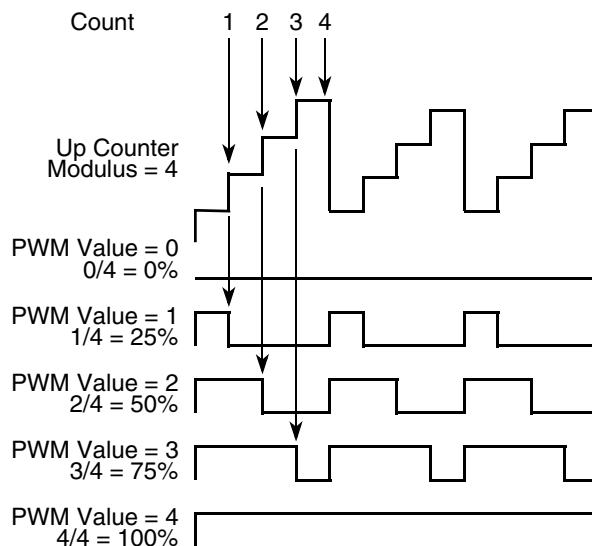 Count 1 2 3 4
Up Counter
Modulus = 4
PWM Value = 0
0/4 = 0%
PWM Value = 1
1/4 = 25%
PWM Value = 2
2/4 = 50%
PWM Value = 3
3/4 = 75%
PWM Value = 4
4/4 = 100%